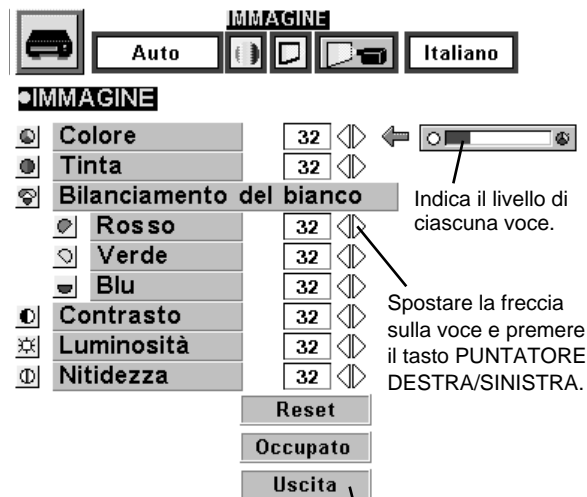 IMMAGINE
Auto
Italiano
●IMMAGINE
Colore 32
Tinta 32
Bilanciamento del bianco
Rosso 32
Verde 32
Blu 32
Contrasto 32
Luminosità 32
Nitidezza 32
Reset
Occupato
Uscita
Indica il livello di
ciascuna voce.
Spostare la freccia
sulla voce e premere
il tasto PUNTATORE
DESTRA/SINISTRA.